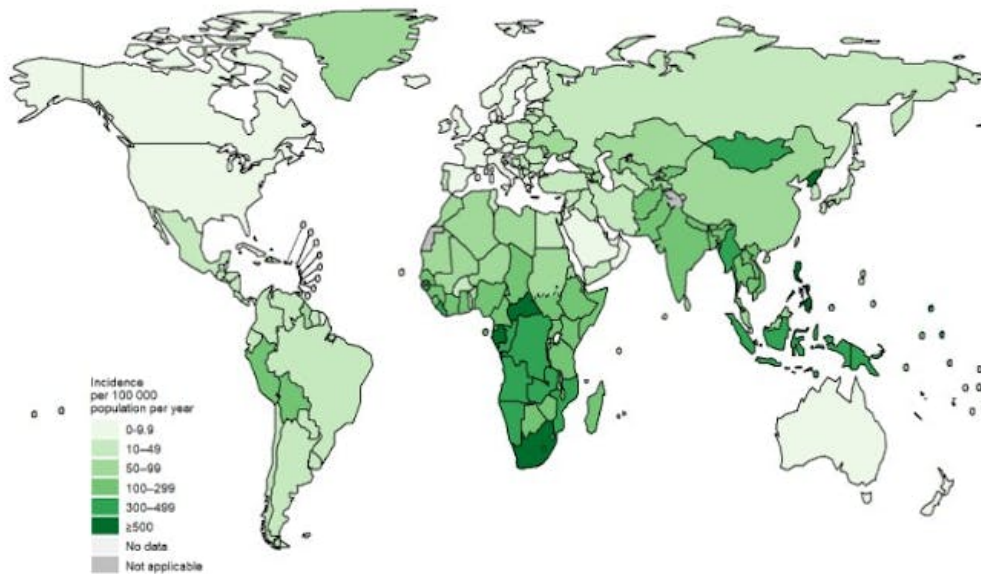 Incidence
per 100 000
population per year
0-9.9
10–49
50–99
100–299
300–499
≥500
No data
Not applicable